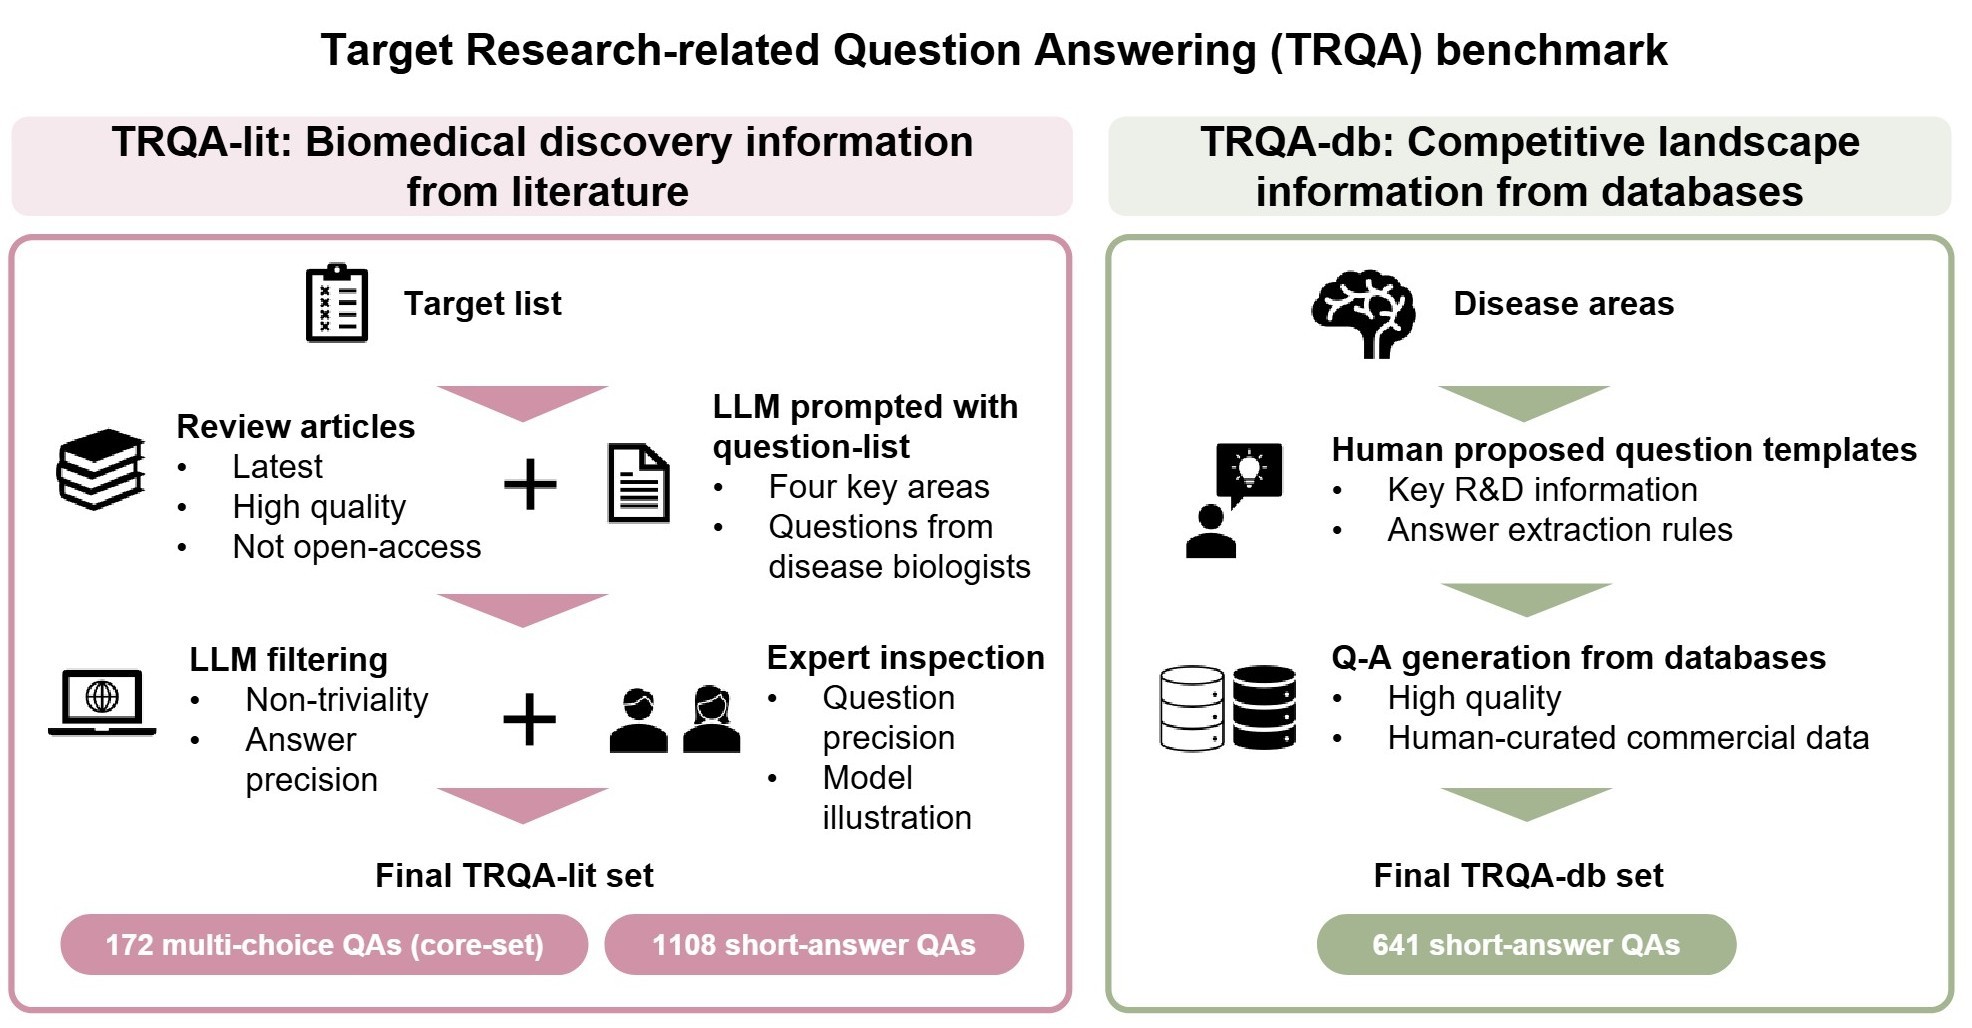 Target Research-related Question Answering (TRQA) benchmark
TRQA-lit: Biomedical discovery information
from literature
Target list
Review articles
• Latest
• High quality
• Not open-access
LLM prompted with
question-list
• Four key areas
• Questions from
disease biologists
LLM filtering
• Non-triviality
• Answer
precision
Expert inspection
• Question
precision
• Model
illustration
Final TRQA-lit set
172 multi-choice QAs (core-set)
1108 short-answer QAs
TRQA-db: Competitive landscape
information from databases
Disease areas
Human proposed question templates
• Key R&D information
• Answer extraction rules
Q-A generation from databases
• High quality
• Human-curated commercial data
Final TRQA-db set
641 short-answer QAs